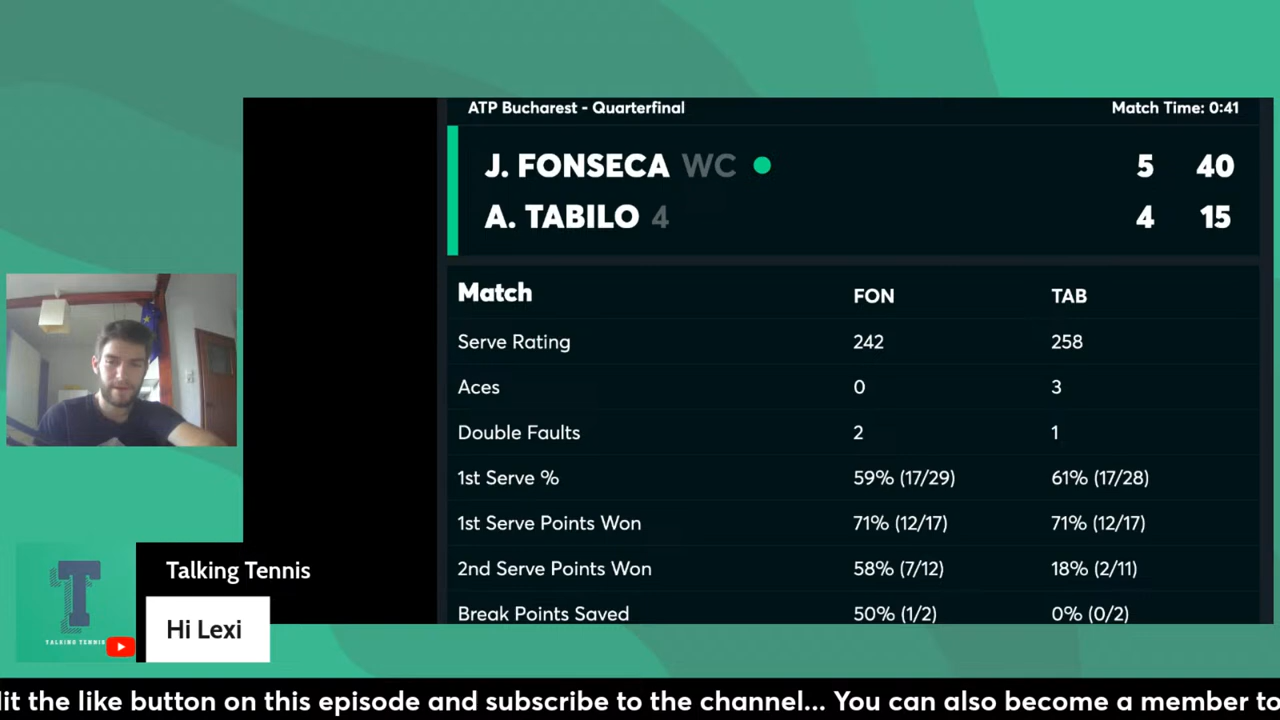 ATP Bucharest - Quarterfinal Match Time: 0:41
J. FONSECA WC 5 40
A. TABILO 4 4 15
Match FON TAB
Serve Rating 242 258
Aces 0 3
Double Faults 2 1
1st Serve % 59% (17/29) 61% (17/28)
1st Serve Points Won 71% (12/17) 71% (12/17)
2nd Serve Points Won 58% (7/12) 18% (2/11)
Break Points Saved 50% (1/2) 0% (0/2)
T
TALKING TENNIS
Talking Tennis
Hi Lexi
Hit the like button on this episode and subscribe to the channel... You can also become a member to